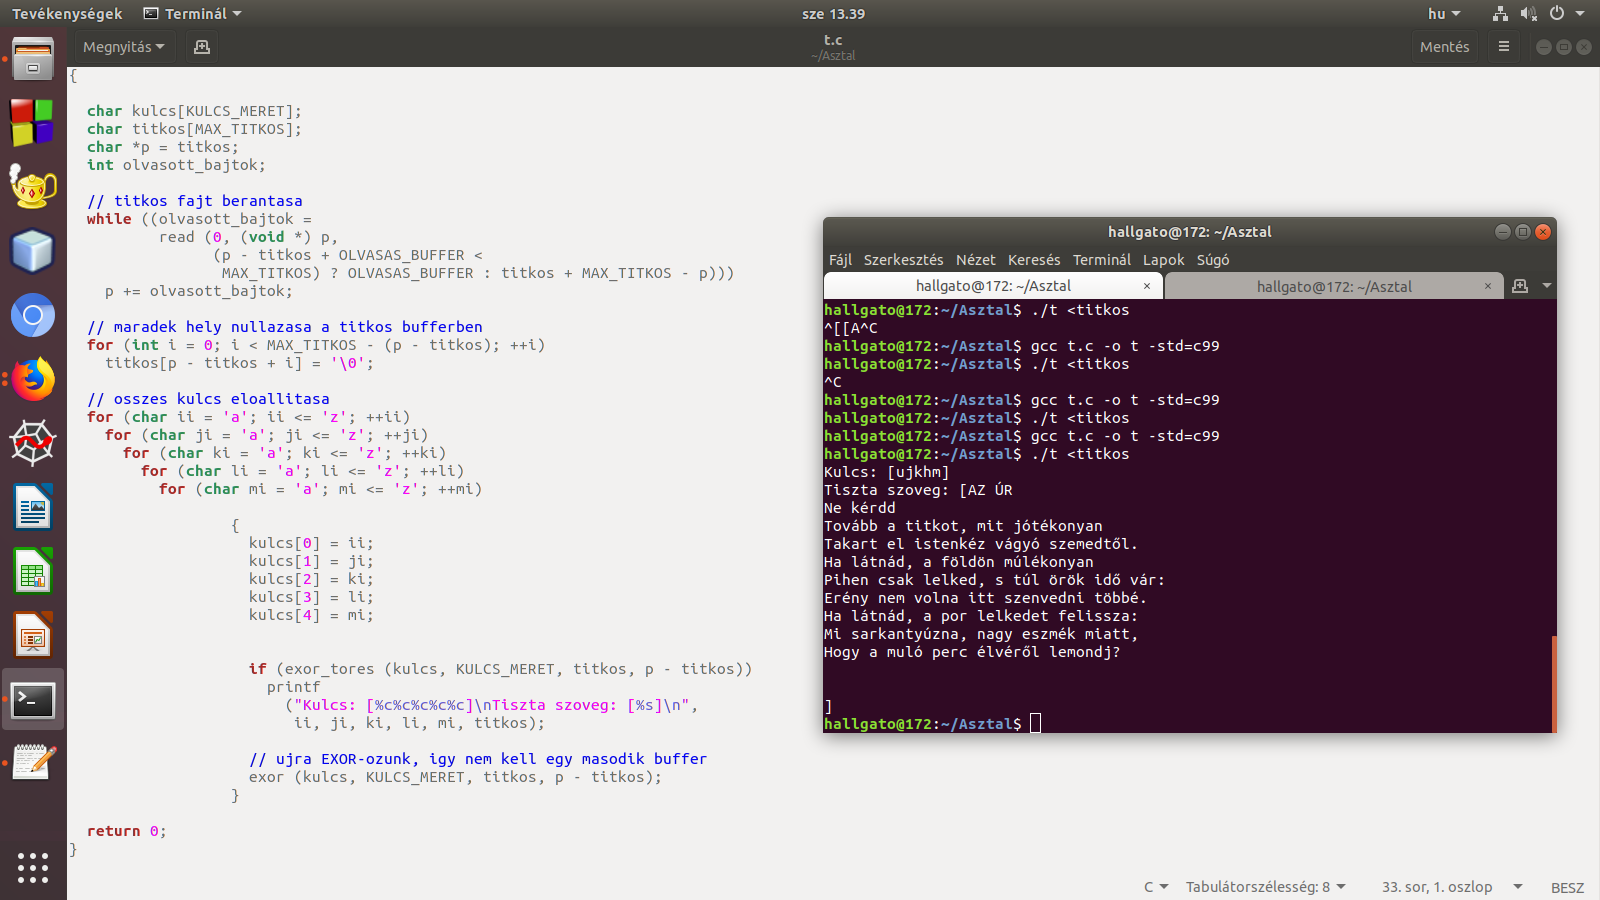 Tevékenységek Terminál sze 13.39 hu
Megnyitás t.c Mentés
~/Asztal
{
char kulcs[KULCS_MERET];
char titkos[MAX_TITKOS];
char *p = titkos;
int olvasott_bajtok;
// titkos fajt berantasa
while ((olvasott_bajtok =
read (0, (void *) p,
(p - titkos + OLVASAS_BUFFER <
MAX_TITKOS) ? OLVASAS_BUFFER : titkos + MAX_TITKOS - p)))
p += olvasott_bajtok;
// maradek hely nullazasa a titkos bufferben
for (int i = 0; i < MAX_TITKOS - (p - titkos); ++i)
titkos[p - titkos + i] = '\0';
// osszes kulcs eloallitasa
for (char ii = 'a'; ii <= 'z'; ++ii)
for (char ji = 'a'; ji <= 'z'; ++ji)
for (char ki = 'a'; ki <= 'z'; ++ki)
for (char li = 'a'; li <= 'z'; ++li)
for (char mi = 'a'; mi <= 'z'; ++mi)
{
kulcs[0] = ii;
kulcs[1] = ji;
kulcs[2] = ki;
kulcs[3] = li;
kulcs[4] = mi;
if (exor_tores (kulcs, KULCS_MERET, titkos, p - titkos))
printf
("Kulcs: [%c%c%c%c%c]\nTiszta szoveg: [%s]\n",
ii, ji, ki, li, mi, titkos);
// ujra EXOR-ozunk, igy nem kell egy masodik buffer
exor (kulcs, KULCS_MERET, titkos, p - titkos);
}
return 0;
}
C Tabulátorszélesség: 8 33. sor, 1. oszlop BESZ
hallgato@172: ~/Asztal
Fájl Szerkesztés Nézet Keresés Terminál Lapok Súgó
hallgato@172: ~/Asztal × hallgato@172: ~/Asztal ×
hallgato@172:~/Asztal$ ./t <titkos
^[[A^C
hallgato@172:~/Asztal$ gcc t.c -o t -std=c99
hallgato@172:~/Asztal$ ./t <titkos
^C
hallgato@172:~/Asztal$ gcc t.c -o t -std=c99
hallgato@172:~/Asztal$ ./t <titkos
hallgato@172:~/Asztal$ gcc t.c -o t -std=c99
hallgato@172:~/Asztal$ ./t <titkos
Kulcs: [ujkhm]
Tiszta szoveg: [AZ ÚR
Ne kérdd
Tovább a titkot, mit jótékonyan
Takart el istenkéz vágyó szemedtől.
Ha látnád, a földön múlékonyan
Pihen csak lelked, s túl örök idő vár:
Erény nem volna itt szenvedni többé.
Ha látnád, a por lelkedet felissza:
Mi sarkantyúzna, nagy eszmék miatt,
Hogy a muló perc élvéről lemondj?
]
hallgato@172:~/Asztal$